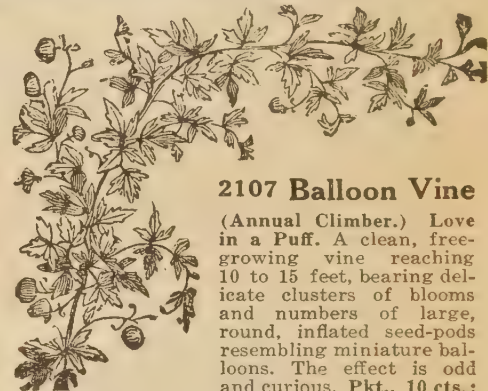 2107 Balloon Vine
(Annual Climber.) Love
in a Puff. A clean, free-
growing vine reaching
10 to 15 feet, bearing del-
icate clusters of blooms
and numbers of large,
round, inflated seed-pods
resembling miniature bal-
loons. The effect is odd
and curious. Pkt., 10 cts.;